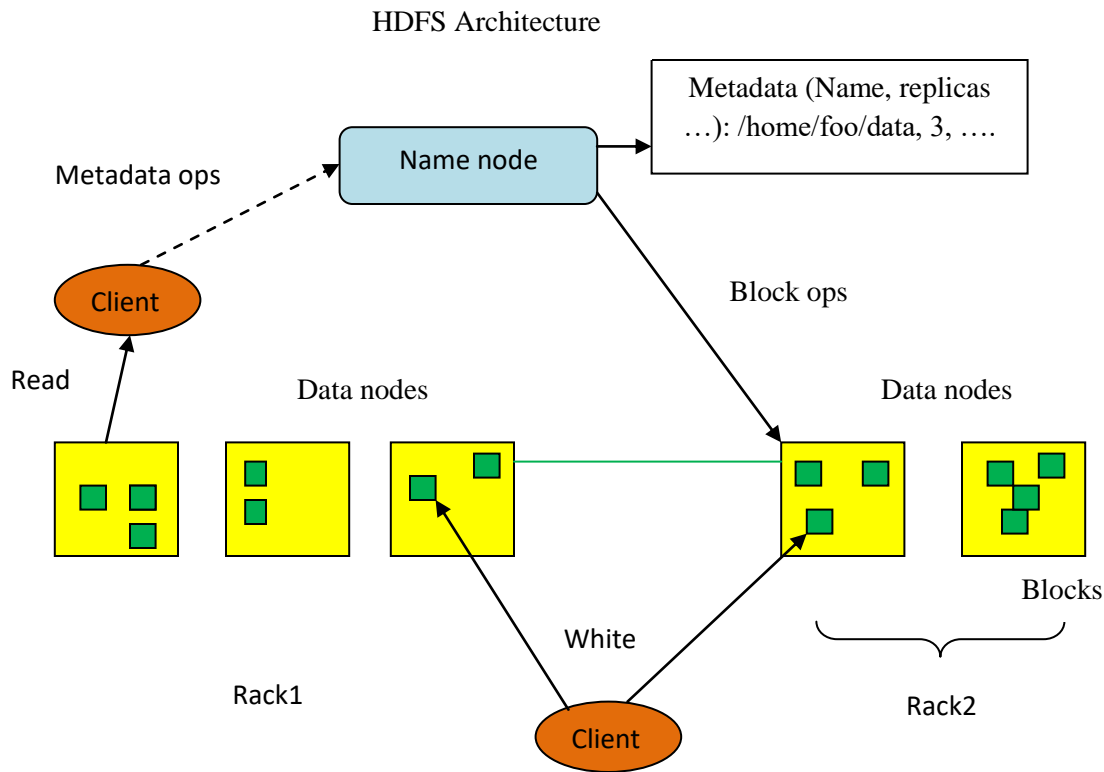 HDFS Architecture
Metadata (Name, replicas
…): /home/foo/data, 3, ….
Name node
Metadata ops
Client
Block ops
Read
Data nodes
Data nodes
Blocks
White
Rack1
Rack2
Client